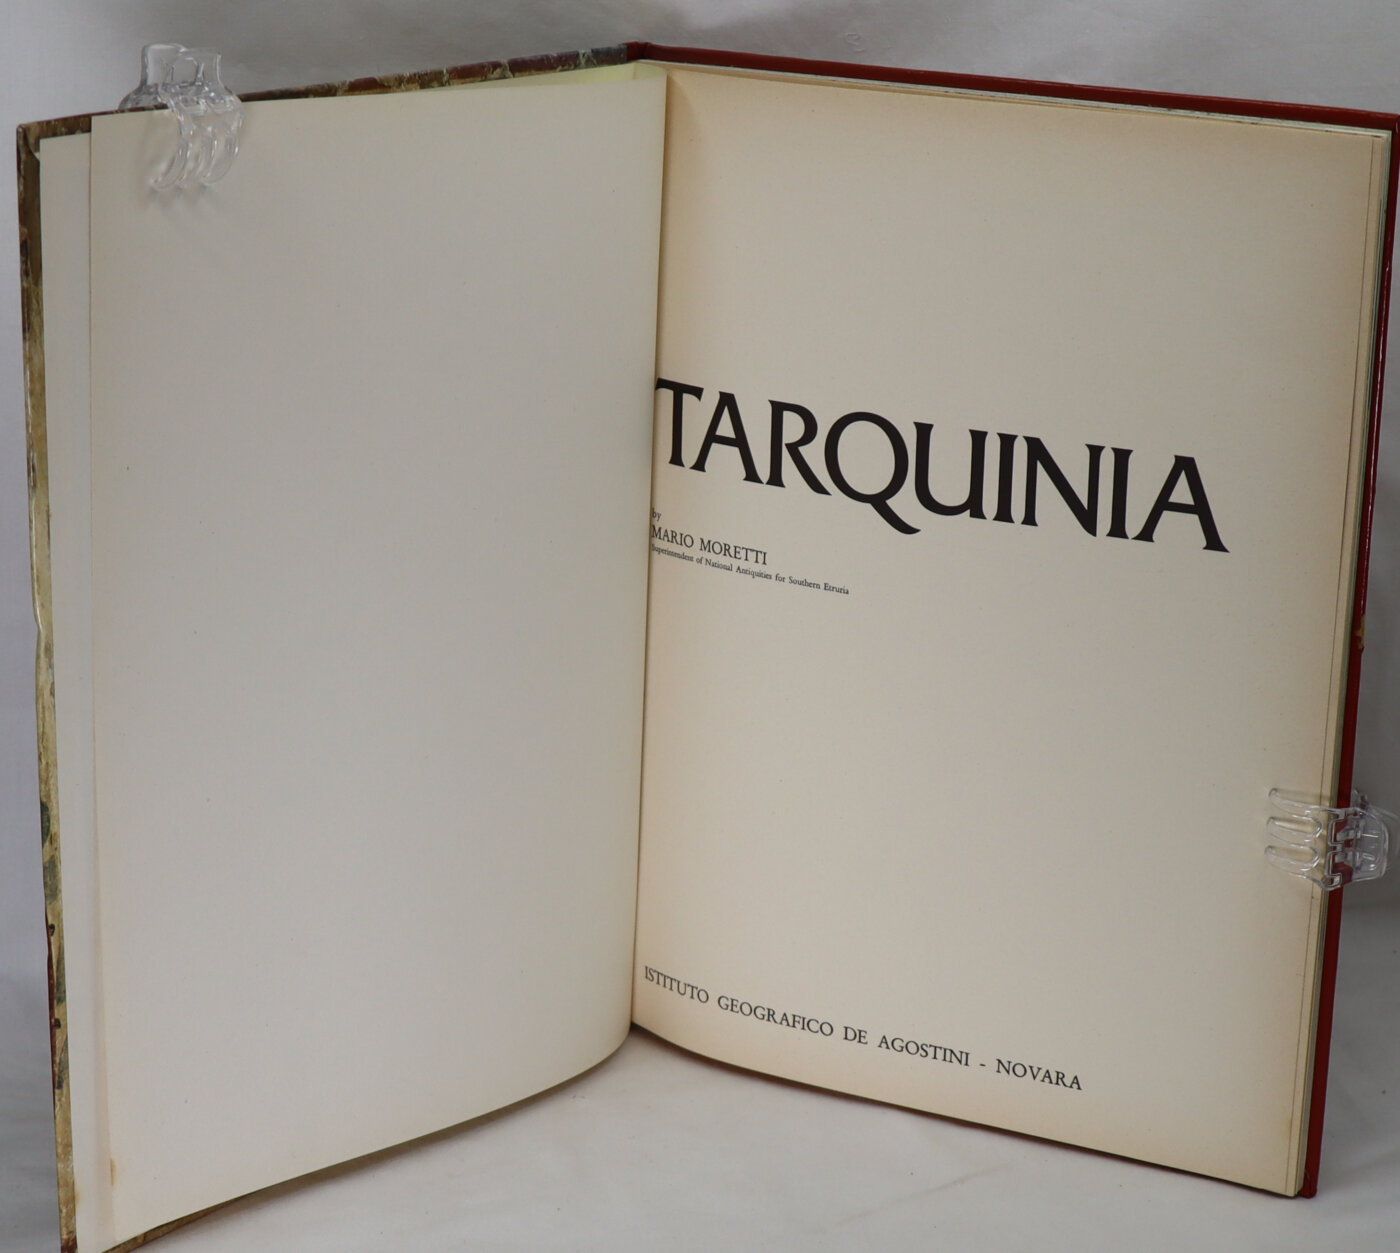 TARQUINIA
by
MARIO MORETTI
Superintendent of National Antiquities for Southern Etruria
ISTITUTO GEOGRAFICO DE AGOSTINI - NOVARA